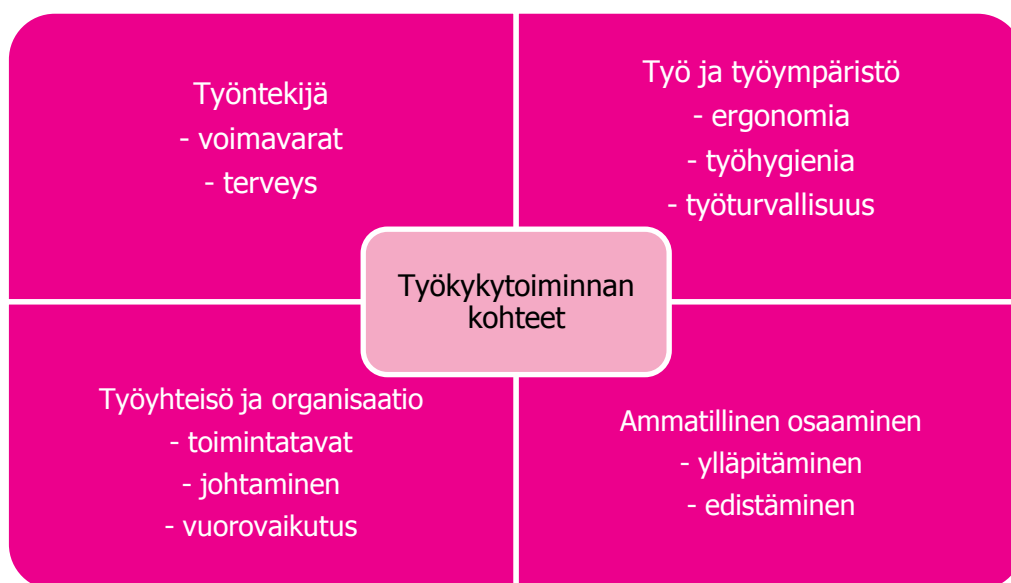 Työntekijä
- voimavarat
- terveys
Työ ja työympäristö
- ergonomia
- työhygienia
- työturvallisuus
Työkykytoiminnan
kohteet
Työyhteisö ja organisaatio
- toimintatavat
- johtaminen
- vuorovaikutus
Ammatillinen osaaminen
- ylläpitäminen
- edistäminen